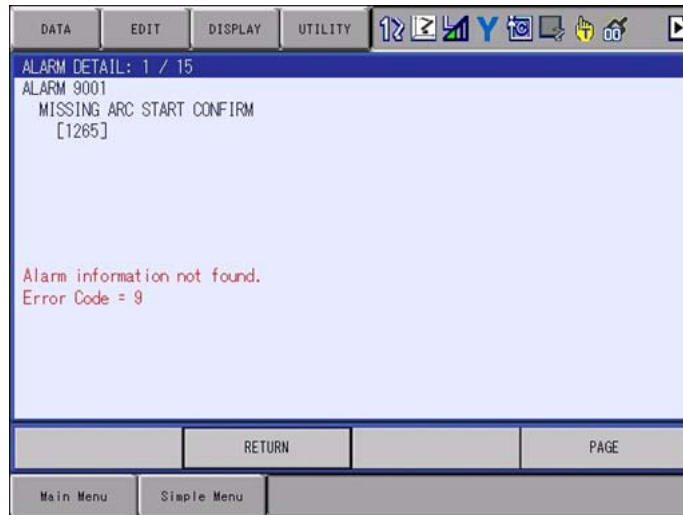 DATA EDIT DISPLAY UTILITY
ALARM DETAIL: 1 / 15
ALARM 9001
MISSING ARC START CONFIRM
[1265]
Alarm information not found.
Error Code = 9
RETURN PAGE
Main Menu Simple Menu